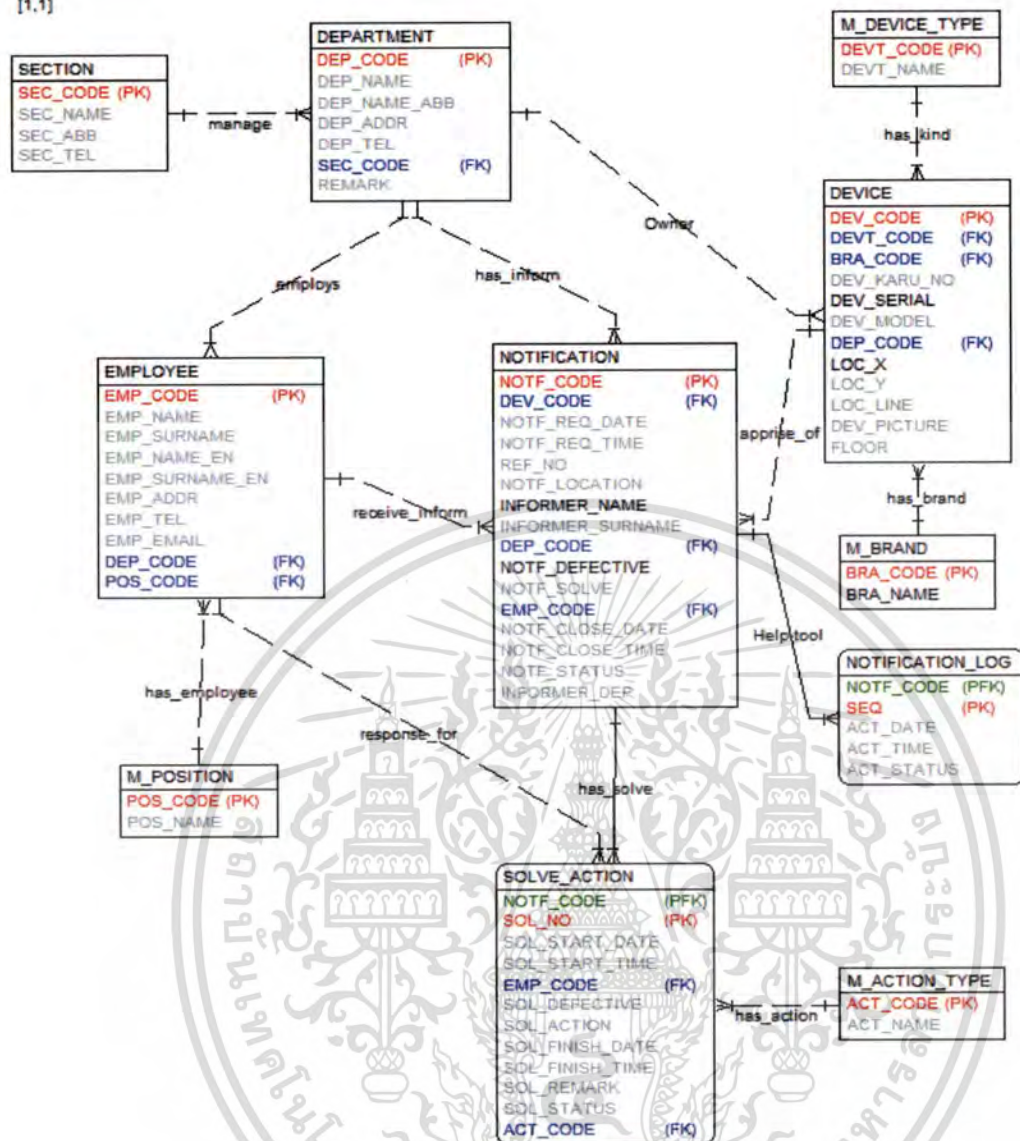 [1,1]
SECTION
SEC_CODE (PK)
SEC_NAME
SEC_ABB
SEC_TEL
manage
DEPARTMENT
DEP_CODE (PK)
DEP_NAME
DEP_NAME_ABB
DEP_ADDR
DEP_TEL
SEC_CODE (FK)
REMARK
M_DEVICE_TYPE
DEVT_CODE (PK)
DEVT_NAME
has_kind
Owner
employs
has_inform
DEVICE
DEV_CODE (PK)
DEVT_CODE (FK)
BRA_CODE (FK)
DEV_KARU_NO
DEV_SERIAL
DEV_MODEL
DEP_CODE (FK)
LOC_X
LOC_Y
LOC_LINE
DEV_PICTURE
FLOOR
EMPLOYEE
EMP_CODE (PK)
EMP_NAME
EMP_SURNAME
EMP_NAME_EN
EMP_SURNAME_EN
EMP_ADDR
EMP_TEL
EMP_EMAIL
DEP_CODE (FK)
POS_CODE (FK)
receive_inform
NOTIFICATION
NOTF_CODE (PK)
DEV_CODE (FK)
NOTF_REQ_DATE
NOTF_REQ_TIME
REF_NO
NOTF_LOCATION
INFORMER_NAME
INFORMER_SURNAME
DEP_CODE (FK)
NOTF_DEFECTIVE
NOTF_SOLVE
EMP_CODE (FK)
NOTF_CLOSE_DATE
NOTF_CLOSE_TIME
NOTF_STATUS
INFORMER_DEP
apprise_of
has_brand
M_BRAND
BRA_CODE (PK)
BRA_NAME
Help tool
NOTIFICATION_LOG
NOTF_CODE (PFK)
SEQ (PK)
ACT_DATE
ACT_TIME
ACT_STATUS
has_employee
response_for
M_POSITION
POS_CODE (PK)
POS_NAME
has_solve
SOLVE_ACTION
NOTF_CODE (PFK)
SOL_NO (PK)
SOL_START_DATE
SOL_START_TIME
EMP_CODE (FK)
SOL_DEFECTIVE
SOL_ACTION
SOL_FINISH_DATE
SOL_FINISH_TIME
SOL_REMARK
SOL_STATUS
ACT_CODE (FK)
has_action
M_ACTION_TYPE
ACT_CODE (PK)
ACT_NAME